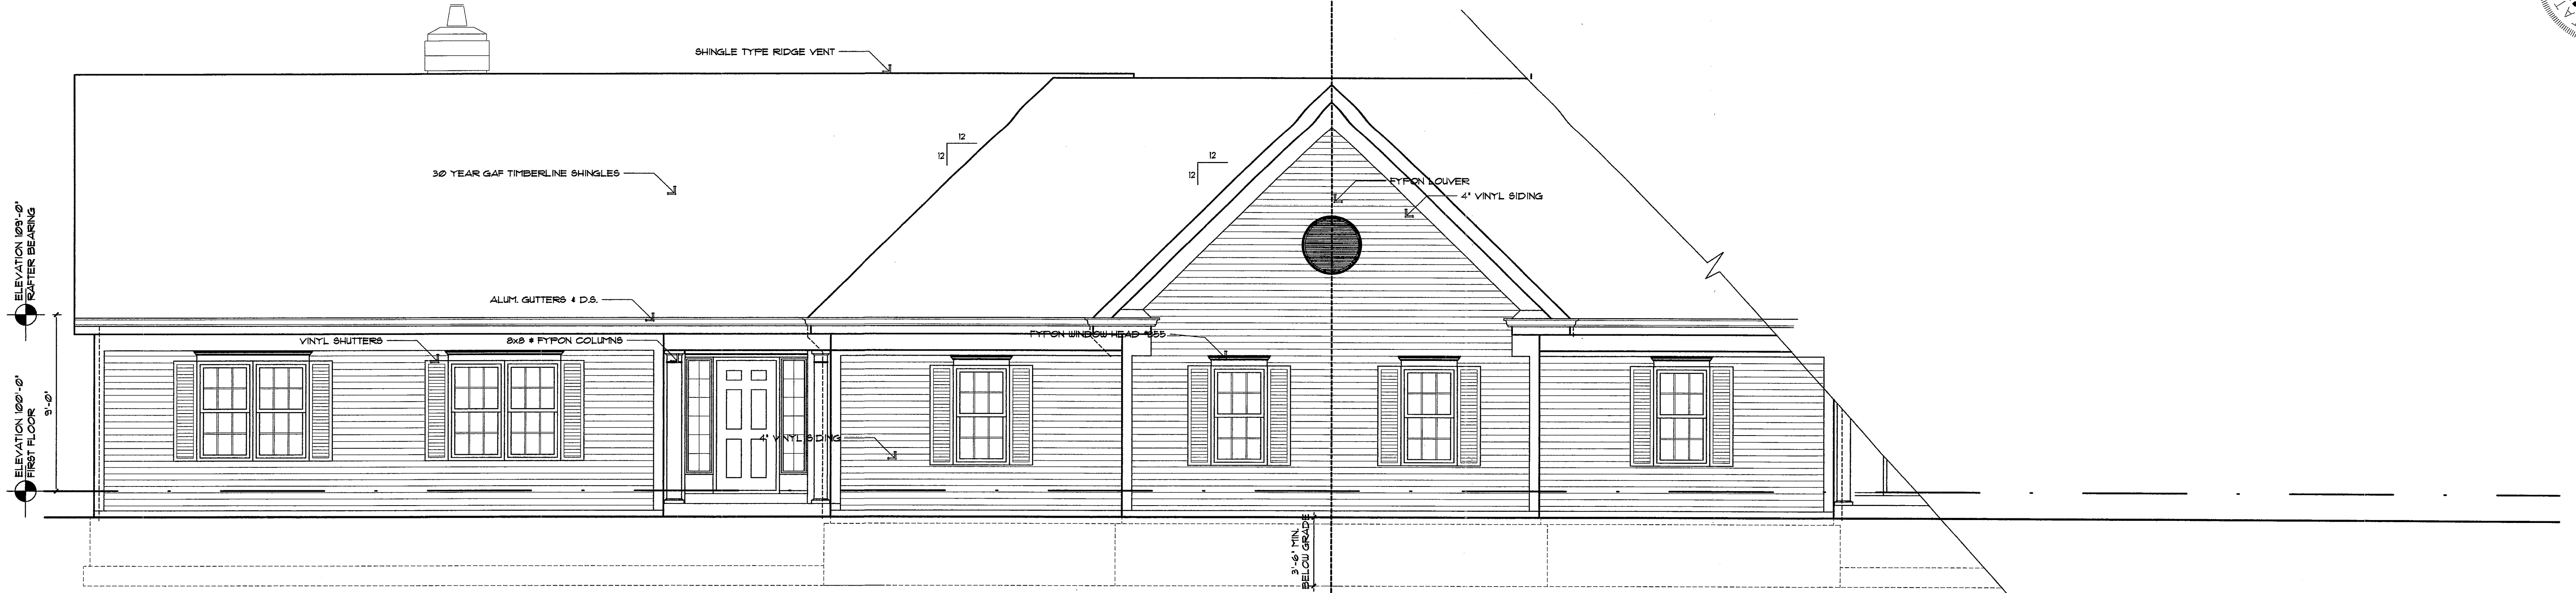 SHINGLE TYPE RIDGE VENT
12
12
12
12
30 YEAR GAF TIMBERLINE SHINGLES
FYPON LOUVER
4" VINYL SIDING
ELEVATION 109'-0"
RAFTER BEARING
ALUM. GUTTERS & D.S.
VINYL SHUTTERS
8x8 # FYPON COLUMNS
FYPON WINDOW HEAD
ELEVATION 100'-0"
FIRST FLOOR
9'-0"
4" VINYL SIDING
3'-6" MIN.
BELOW GRADE